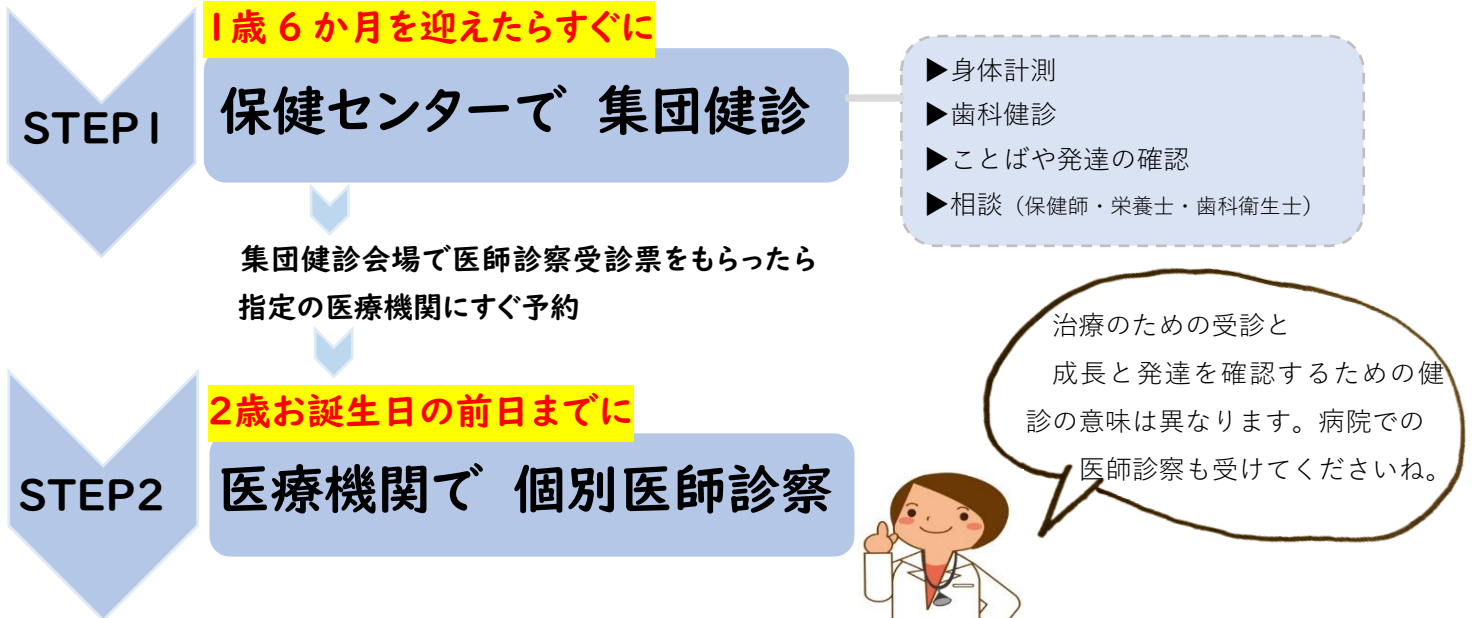 1歳6か月を迎えたらすぐに
STEP1
保健センターで 集団健診
▶身体計測
▶歯科健診
▶ことばや発達の確認
▶相談（保健師・栄養士・歯科衛生士）
集団健診会場で医師診察受診票をもらったら
指定の医療機関にすぐ予約
治療のための受診と
成長と発達を確認するための健
診の意味は異なります。病院での
医師診察も受けてくださいね。
2歳お誕生日の前日までに
STEP2
医療機関で 個別医師診察